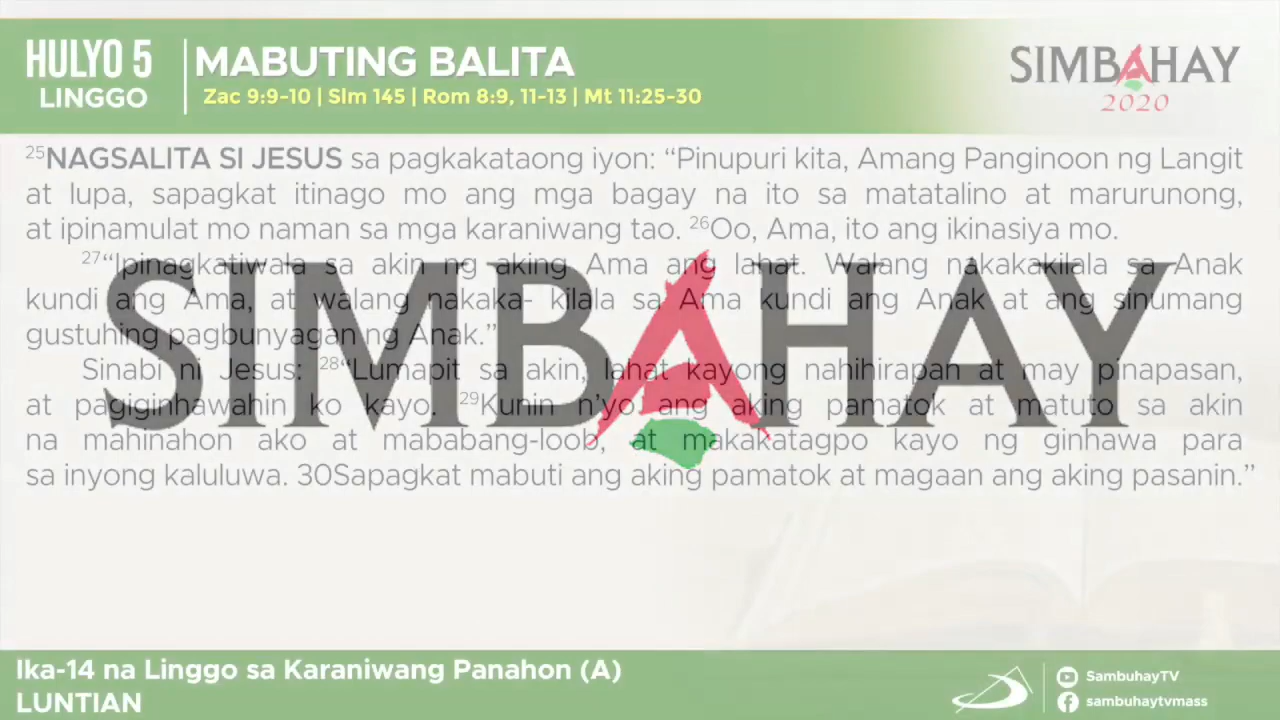 HULYO 5
LINGGO
MABUTING BALITA
Zac 9:9-10 | Slm 145 | Rom 8:9, 11-13 | Mt 11:25-30
SIMBAHAY
2020
25NAGSALITA SI JESUS sa pagkakataong iyon: “Pinupuri kita, Amang Panginoon ng Langit
at lupa, sapagkat itinago mo ang mga bagay na ito sa matatalino at marurunong,
at ipinamulat mo naman sa mga karaniwang tao. 26Oo, Ama, ito ang ikinasiya mo.
27“Ipinagkatiwala sa akin ng aking Ama ang lahat. Walang nakakakilala sa Anak
kundi ang Ama, at walang nakaka- kilala sa Ama kundi ang Anak at ang sinumang
gustuhing pagbunyagan ng Anak.”
Sinabi ni Jesus: 28“Lumapit sa akin, lahat kayong nahihirapan at may pinapasan,
at pagiginhawahin ko kayo. 29Kunin n’yo ang aking pamatok at matuto sa akin
na mahinahon ako at mababang-loob, at makakatagpo kayo ng ginhawa para
sa inyong kaluluwa. 30Sapagkat mabuti ang aking pamatok at magaan ang aking pasanin.”
SIMBAHAY
Ika-14 na Linggo sa Karaniwang Panahon (A)
LUNTIAN
SambuhayTV
sambuhaytvmass